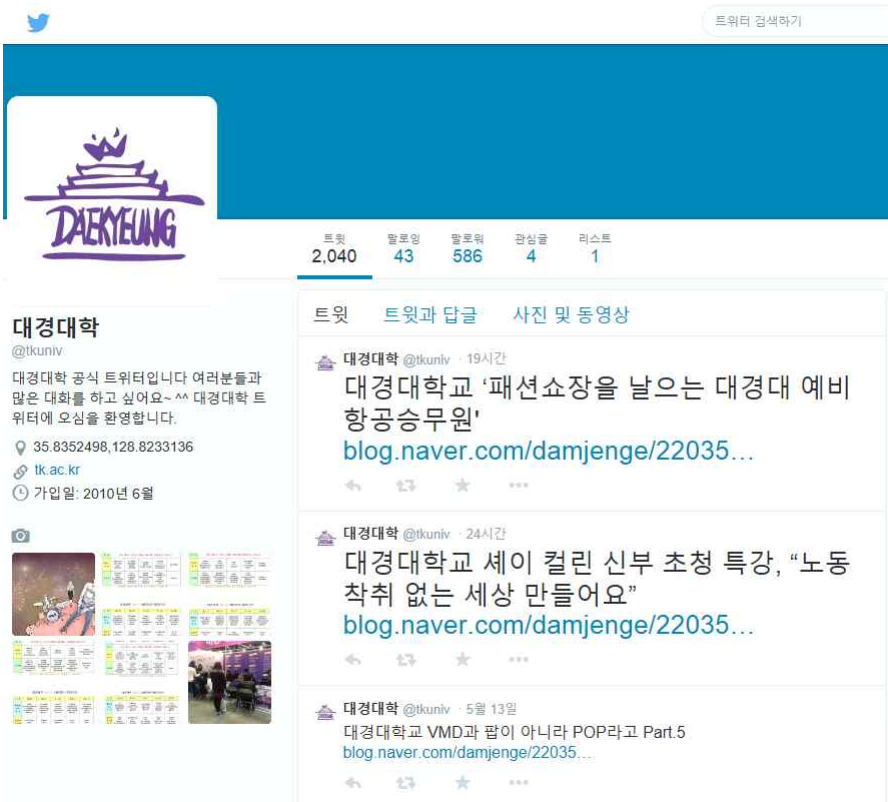 트위터 검색하기
DAEKYEUNG
트윗 팔로잉 팔로워 관심글 리스트
2,040 43 586 4 1
대경대학
@tkuniv
대경대학 공식 트위터입니다 여러분들과
많은 대화를 하고 싶어요~ ^^ 대경대학 트
위터에 오심을 환영합니다.
35.8352498,128.8233136
tk.ac.kr
가입일: 2010년 6월
트윗 트윗과 답글 사진 및 동영상
대경대학 @tkuniv · 19시간
대경대학교 ‘패션쇼장을 날으는 대경대 예비
항공승무원'
blog.naver.com/damjenge/22035…
대경대학 @tkuniv · 24시간
대경대학교 셰이 컬린 신부 초청 특강, “노동
착취 없는 세상 만들어요”
blog.naver.com/damjenge/22035…
대경대학 @tkuniv · 5월 13일
대경대학교 VMD과 팝이 아니라 POP라고 Part.5
blog.naver.com/damjenge/22035…